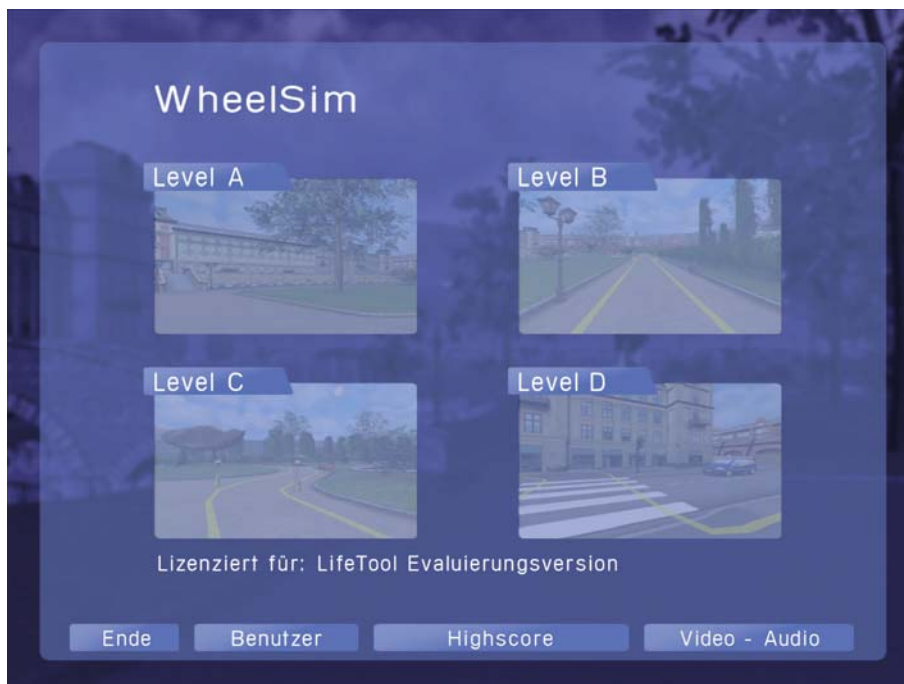 WheelSim
Level A
Level B
Level C
Level D
Lizenziert für: LifeTool Evaluierungsversion
Ende
Benutzer
Highscore
Video - Audio